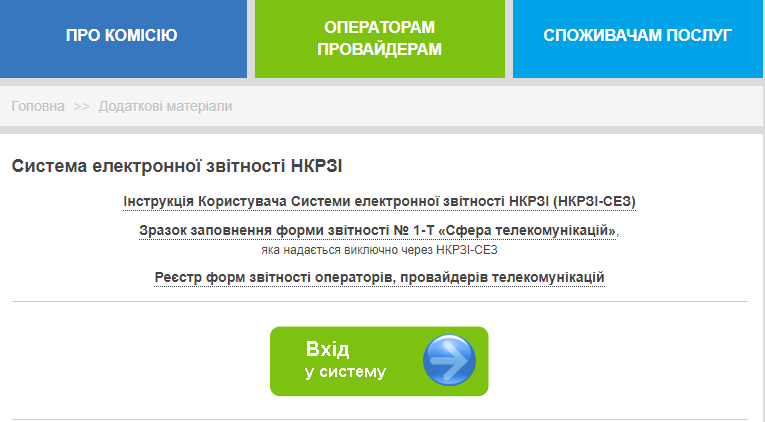 ПРО КОМІСІЮ
ОПЕРАТОРАМ
ПРОВАЙДЕРАМ
СПОЖИВАЧАМ ПОСЛУГ
Головна >> Додаткові матеріали
Система електронної звітності НКРЗІ
Інструкція Користувача Системи електронної звітності НКРЗІ (НКРЗІ-СЕЗ)
Зразок заповнення форми звітності № 1-Т «Сфера телекомунікацій»,
яка надається виключно через НКРЗІ-СЕЗ
Реєстр форм звітності операторів, провайдерів телекомунікацій
Вхід
у систему